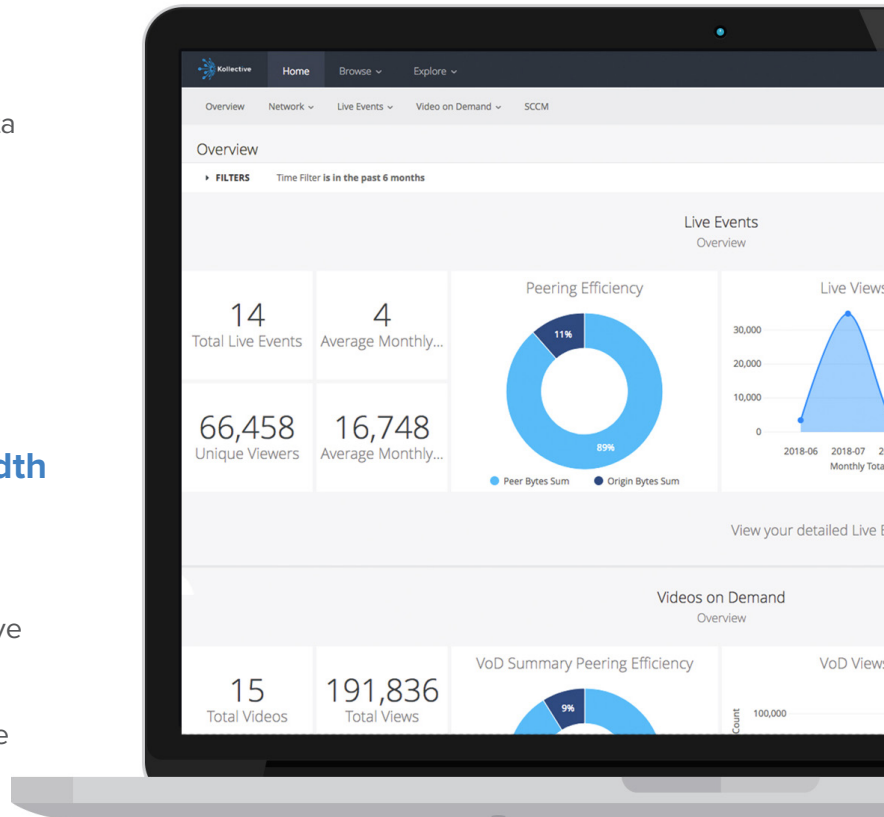 Kollective
Home
Browse
Explore
Overview
Network
Live Events
Video on Demand
SCCM
Overview
FILTERS
Time Filter is in the past 6 months
Live Events
Overview
14
Total Live Events
4
Average Monthly...
66,458
Unique Viewers
16,748
Average Monthly...
Peering Efficiency
11%
89%
Peer Bytes Sum
Origin Bytes Sum
Live Views
30,000
20,000
10,000
0
2018-06
2018-07
Monthly
View your detailed Live
Videos on Demand
Overview
15
Total Videos
191,836
Total Views
VoD Summary Peering Efficiency
9%
VoD Views
Count
100,000